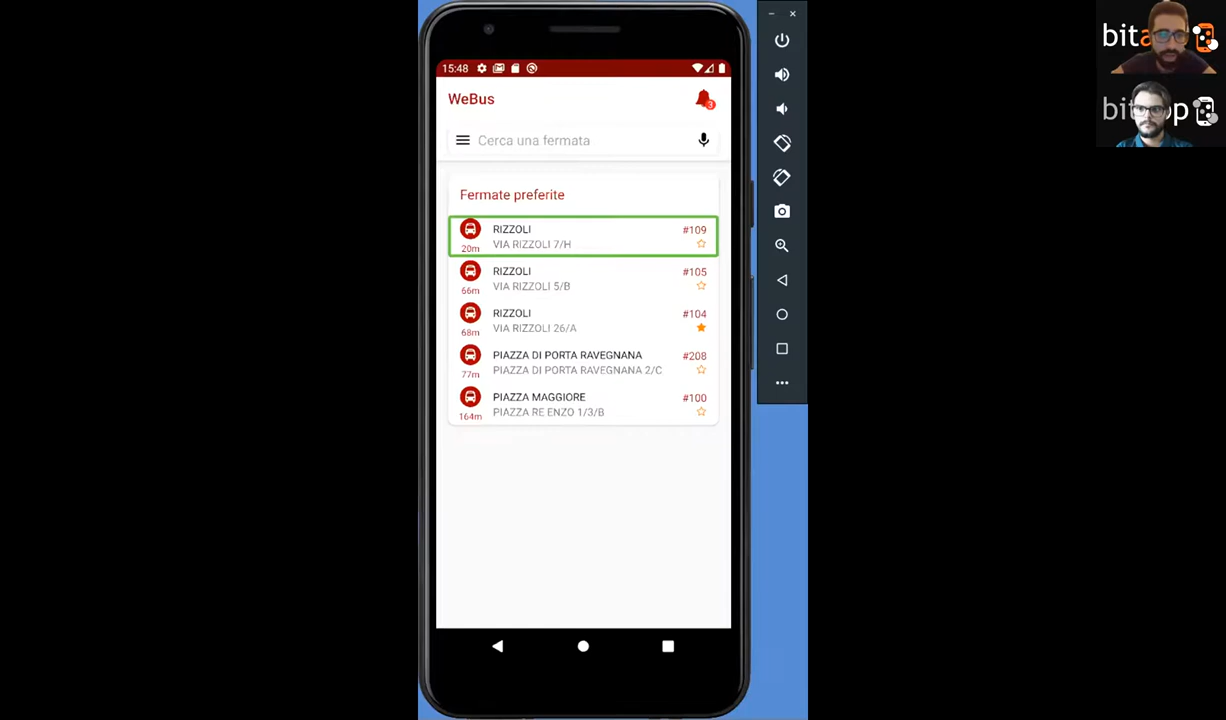 15:48
WeBus
3
Cerca una fermata
Fermate preferite
RIZZOLI
#109
20m
VIA RIZZOLI 7/H
RIZZOLI
#105
66m
VIA RIZZOLI 5/B
RIZZOLI
#104
68m
VIA RIZZOLI 26/A
PIAZZA DI PORTA RAVEGNANA
#208
77m
PIAZZA DI PORTA RAVEGNANA 2/C
PIAZZA MAGGIORE
#100
164m
PIAZZA RE ENZO 1/3/B